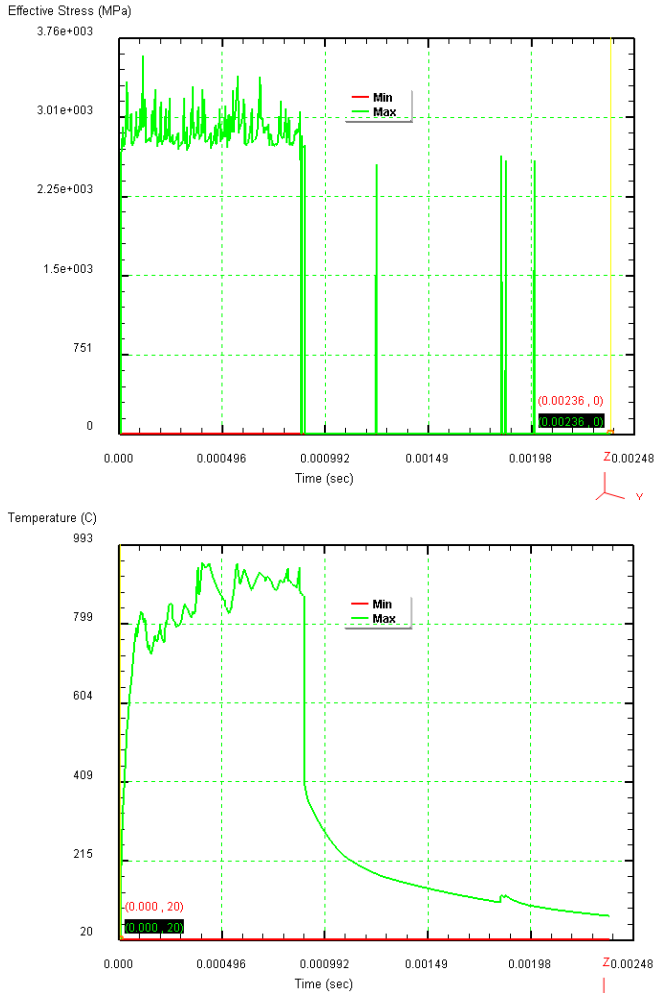 Effective Stress (MPa)
3.76e+003
Min
Max
3.01e+003
2.25e+003
1.5e+003
751
(0.00236 , 0)
(0.00236 , 0)
0
0.000 0.000496 0.000992 0.00149 0.00198 0.00248
Z
Time (sec)
Y
Temperature (C)
993
Min
Max
799
604
409
215
(0.000 , 20)
(0.000 , 20)
20
0.000 0.000496 0.000992 0.00149 0.00198 0.00248
Z
Time (sec)